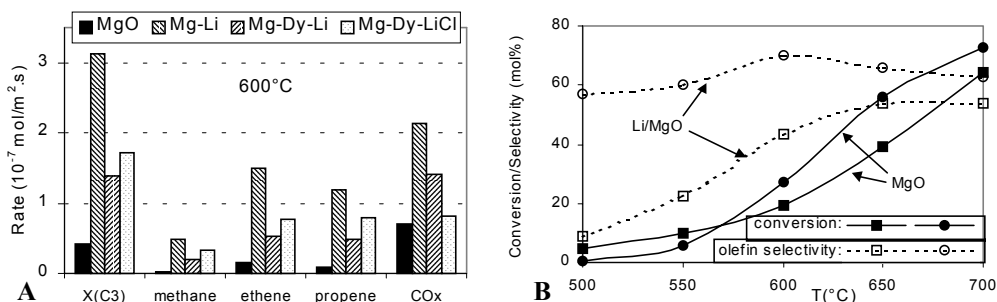 MgO Mg-Li Mg-Dy-Li Mg-Dy-LiCl
600°C
Rate (10-7 mol/m2.s)
3
2
1
0
X(C3) methane ethene propene COx
A
Conversion/Selectivity (mol%)
80
60
40
20
0
Li/MgO
MgO
conversion:
olefin selectivity:
500 550 600 650 700
T(°C)
B